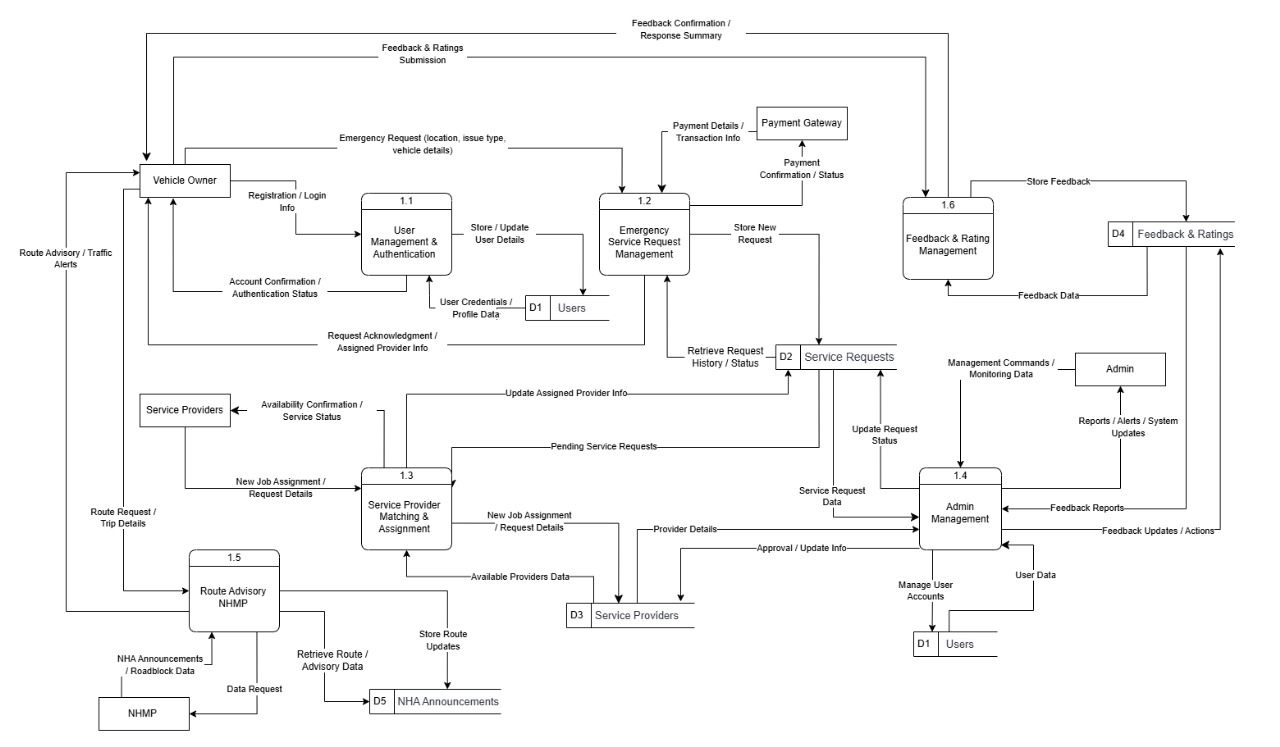 Feedback Confirmation /
Response Summary
Feedback & Ratings
Submission
Payment Gateway
Payment Details /
Transaction Info
Emergency Request (location, issue type,
vehicle details)
Payment
Confirmation / Status
Vehicle Owner
Registration / Login
Info
1.1
User
Management &
Authentication
Store / Update
User Details
1.2
Emergency
Service Request
Management
Store New
Request
1.6
Feedback & Rating
Management
Store Feedback
D4
Feedback & Ratings
Route Advisory / Traffic
Alerts
Account Confirmation /
Authentication Status
User Credentials /
Profile Data
D1
Users
Feedback Data
Request Acknowledgment /
Assigned Provider Info
Retrieve Request
History / Status
D2
Service Requests
Management Commands /
Monitoring Data
Admin
Service Providers
Availability Confirmation /
Service Status
Update Assigned Provider Info
Update Request
Status
Reports / Alerts / System
Updates
Pending Service Requests
New Job Assignment /
Request Details
1.3
Service Provider
Matching &
Assignment
Service Request
Data
1.4
Admin
Management
Feedback Reports
Route Request /
Trip Details
New Job Assignment
/ Request Details
Provider Details
Feedback Updates / Actions
Approval / Update Info
1.5
Route Advisory
NHMP
Available Providers Data
User Data
Manage User
Accounts
D3
Service Providers
Store Route
Updates
D1
Users
NHA Announcements
/ Roadblock Data
Retrieve Route /
Advisory Data
Data Request
D5
NHA Announcements
NHMP